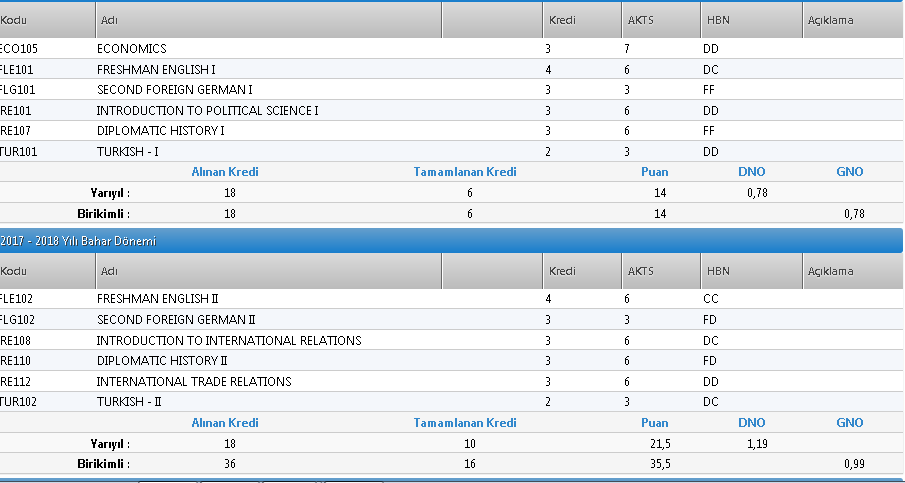 Kodu Adı Kredi AKTS HBN Açıklama
ECO105 ECONOMICS 3 7 DD
FLE101 FRESHMAN ENGLISH I 4 6 DC
FLG101 SECOND FOREIGN GERMAN I 3 3 FF
IRE101 INTRODUCTION TO POLITICAL SCIENCE I 3 6 DD
IRE107 DIPLOMATIC HISTORY I 3 6 FF
TUR101 TURKISH - I 2 3 DD
Alınan Kredi Tamamlanan Kredi Puan DNO GNO
Yarıyıl : 18 6 14 0,78
Birikimli : 18 6 14 0,78
2017 - 2018 Yılı Bahar Dönemi
Kodu Adı Kredi AKTS HBN Açıklama
FLE102 FRESHMAN ENGLISH II 4 6 CC
FLG102 SECOND FOREIGN GERMAN II 3 3 FD
IRE108 INTRODUCTION TO INTERNATIONAL RELATIONS 3 6 DC
IRE110 DIPLOMATIC HISTORY II 3 6 FD
IRE112 INTERNATIONAL TRADE RELATIONS 3 6 DD
TUR102 TURKISH - II 2 3 DC
Alınan Kredi Tamamlanan Kredi Puan DNO GNO
Yarıyıl : 18 10 21,5 1,19
Birikimli : 36 16 35,5 0,99